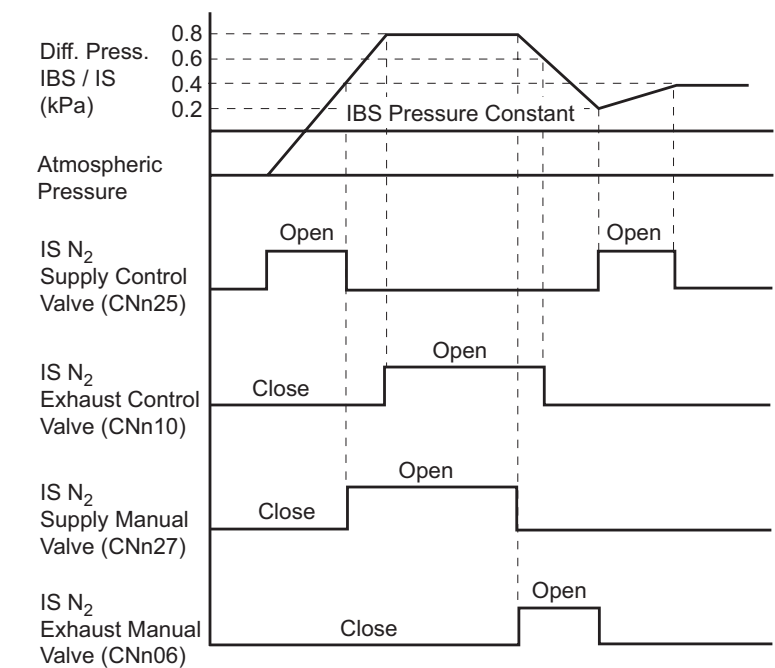 0.8
Diff. Press.
0.6
IBS / IS
0.4
(kPa)
0.2
IBS Pressure Constant
Atmospheric
Pressure
Open
Open
IS N2
Supply Control
Valve (CNn25)
Open
IS N2
Close
Exhaust Control
Valve (CNn10)
Open
IS N2
Close
Supply Manual
Valve (CNn27)
Open
IS N2
Close
Exhaust Manual
Valve (CNn06)